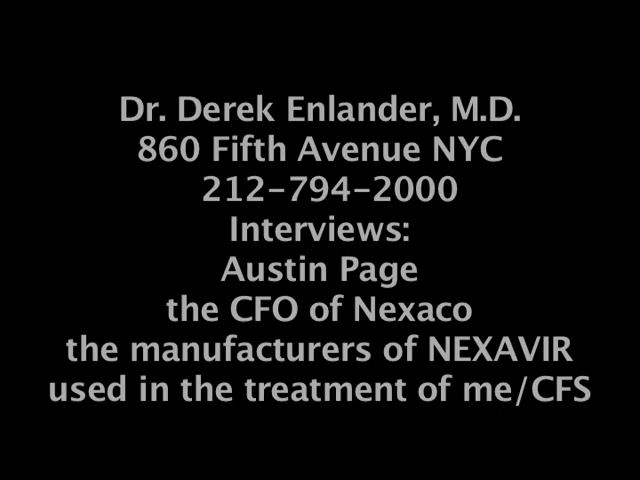 Dr. Derek Enlander, M.D.
860 Fifth Avenue NYC
212-794-2000
Interviews:
Austin Page
the CFO of Nexaco
the manufacturers of NEXAVIR
used in the treatment of me/CFS